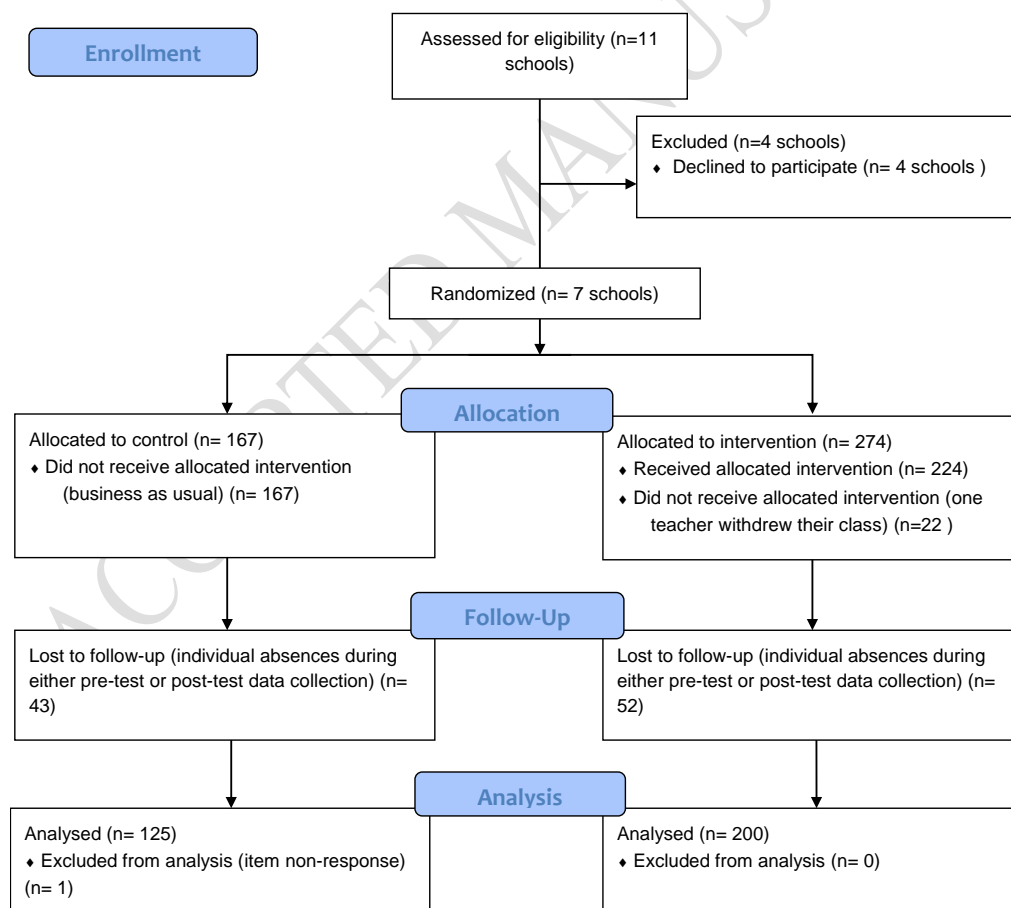 Enrollment
Assessed for eligibility (n=11
schools)
Excluded (n=4 schools)
♦ Declined to participate (n= 4 schools )
Randomized (n= 7 schools)
Allocation
Allocated to control (n= 167)
♦ Did not receive allocated intervention
(business as usual) (n= 167)
Allocated to intervention (n= 274)
♦ Received allocated intervention (n= 224)
♦ Did not receive allocated intervention (one
teacher withdrew their class) (n=22 )
Follow-Up
Lost to follow-up (individual absences during
either pre-test or post-test data collection) (n=
43)
Lost to follow-up (individual absences during
either pre-test or post-test data collection) (n=
52)
Analysis
Analysed (n= 125)
♦ Excluded from analysis (item non-response)
(n= 1)
Analysed (n= 200)
♦ Excluded from analysis (n= 0)
ACCEPTED MANUS